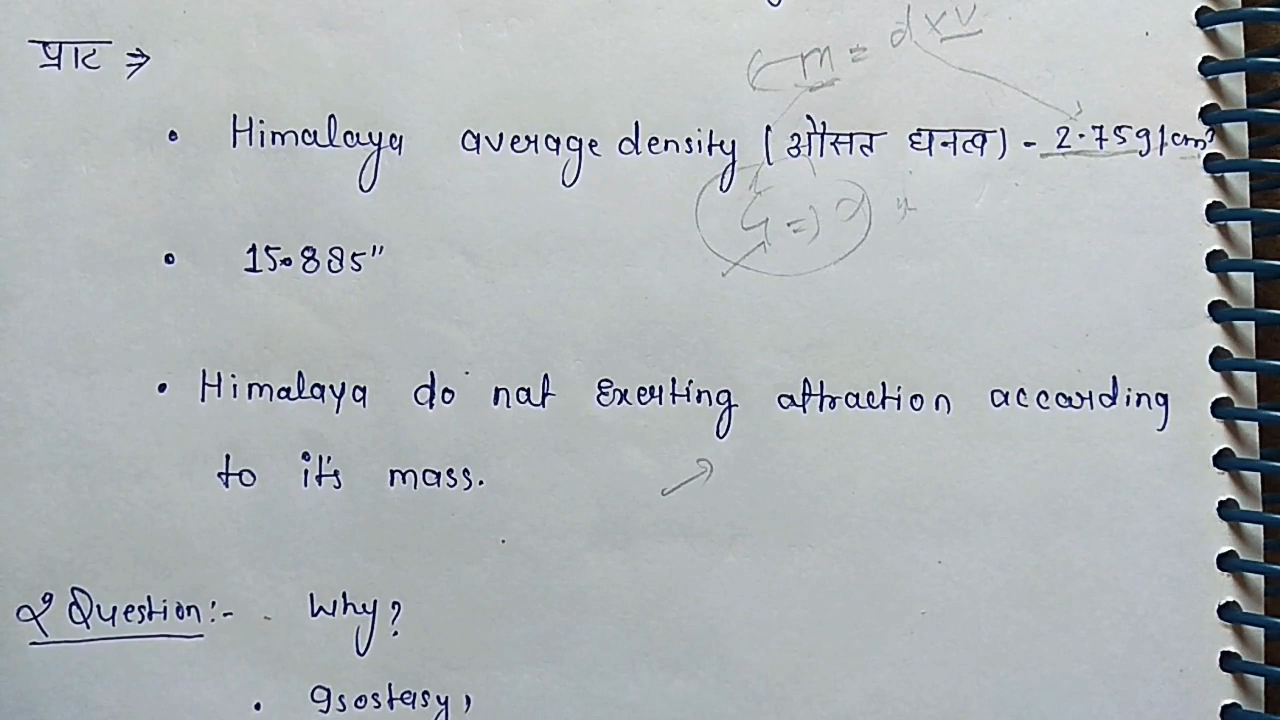 m = d x v
प्राट ⇒
• Himalaya average density (औसत घनत्व) - 2.75g/cm³
G =) α
• 15.885"
• Himalaya do nat Exerting attraction according
to it's mass.
Question:- Why?
• Isostasy,